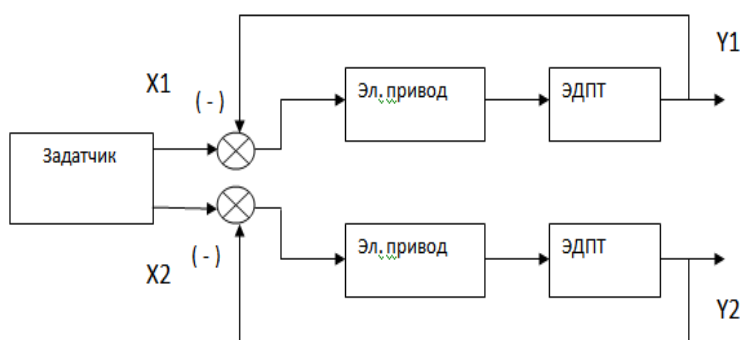 Y1
X1
( - )
Эл. привод
ЭДПТ
Задатчик
( - )
X2
Эл. привод
ЭДПТ
Y2